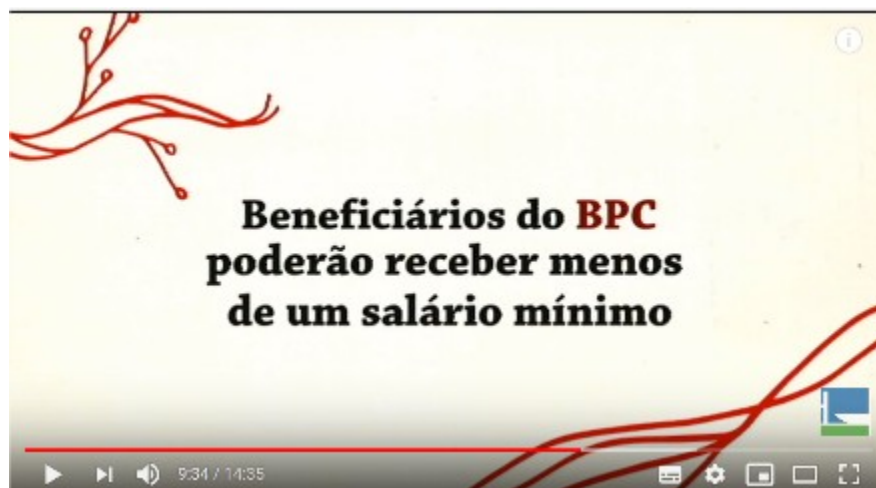 Beneficiários do BPC
poderão receber menos
de um salário mínimo
9:34 / 14:35